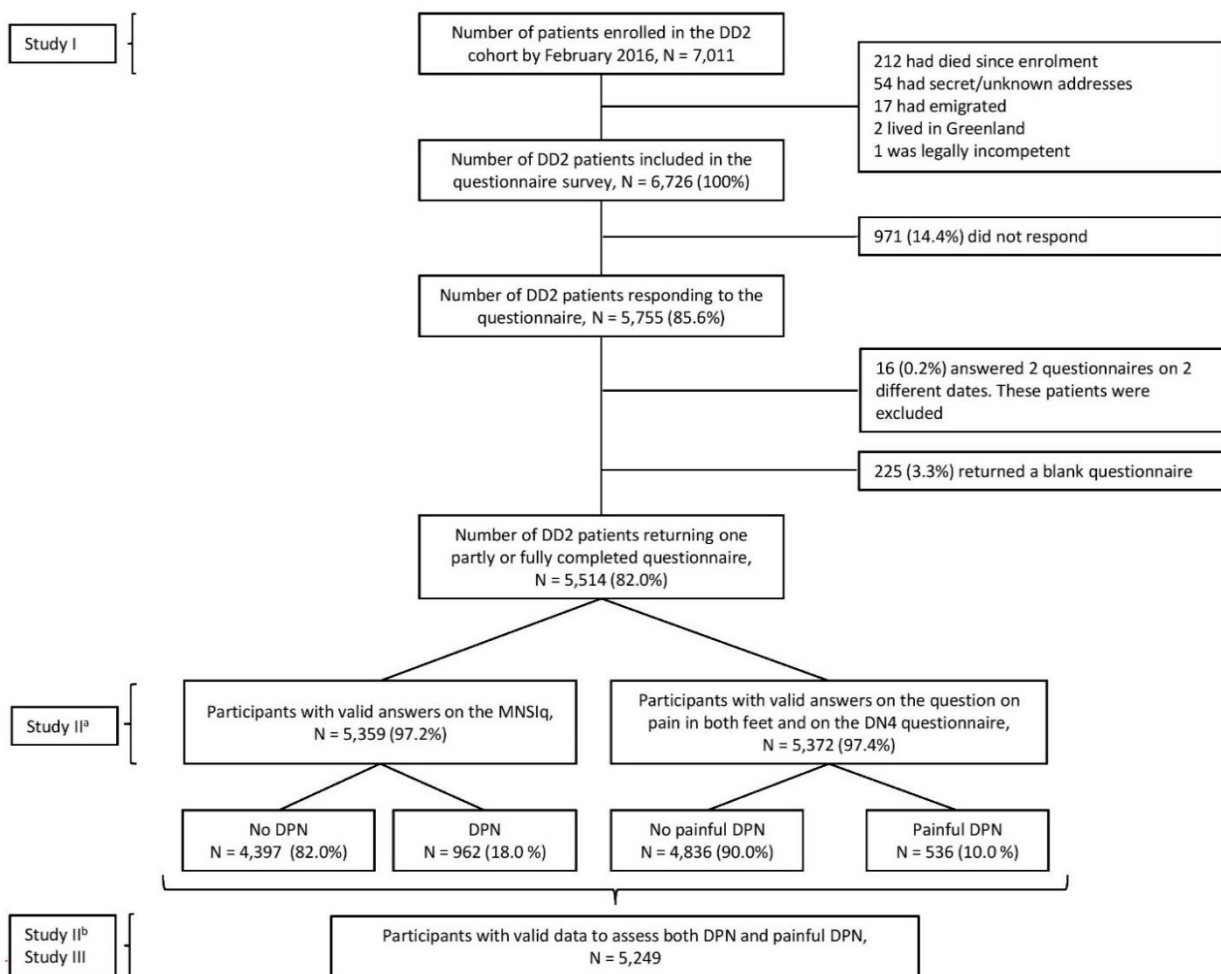 Study I
Number of patients enrolled in the DD2
cohort by February 2016, N = 7,011
212 had died since enrolment
54 had secret/unknown addresses
17 had emigrated
2 lived in Greenland
1 was legally incompetent
Number of DD2 patients included in the
questionnaire survey, N = 6,726 (100%)
971 (14.4%) did not respond
Number of DD2 patients responding to the
questionnaire, N = 5,755 (85.6%)
16 (0.2%) answered 2 questionnaires on 2
different dates. These patients were
excluded
225 (3.3%) returned a blank questionnaire
Number of DD2 patients returning one
partly or fully completed questionnaire,
N = 5,514 (82.0%)
Study IIᵃ
Participants with valid answers on the MNSIq,
N = 5,359 (97.2%)
Participants with valid answers on the question on
pain in both feet and on the DN4 questionnaire,
N = 5,372 (97.4%)
No DPN
N = 4,397 (82.0%)
DPN
N = 962 (18.0 %)
No painful DPN
N = 4,836 (90.0%)
Painful DPN
N = 536 (10.0 %)
Study IIᵇ
Study III
Participants with valid data to assess both DPN and painful DPN,
N = 5,249